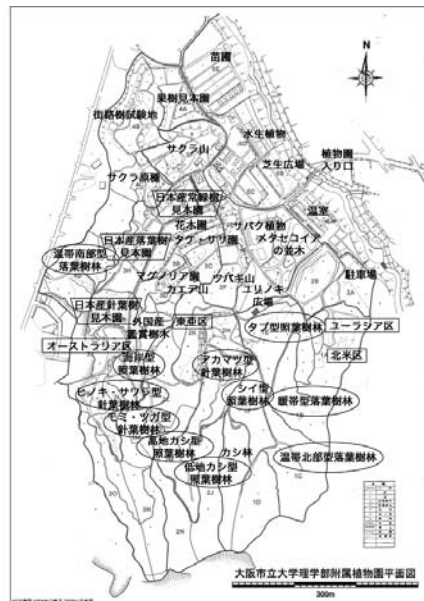 N
苗圃
果樹見本園
街路樹試験地
水生植物
サクラ山
芝生広場
植物園
入り口
サクラ原種
日本産常緑樹
見本園
温室
花木園
サバク植物
日本産落葉樹
見本園
メタセコイア
の並木
温帯南部型
落葉樹林
マグノリア園
ツバキ山
駐車場
カエデ山
ユリノキ
広場
日本産針葉樹
見本園
外国産
鑑賞樹木
東亜区
タブ型照葉樹林
ユーラシア区
オーストラリア区
海岸型
照葉樹林
アカマツ型
針葉樹林
北米区
ヒノキ・サワラ型
針葉樹林
シイ型
照葉樹林
暖帯型落葉樹林
モミ・ツガ型
針葉樹林
高地カシ型
照葉樹林
カシ林
低地カシ型
照葉樹林
温帯北部型落葉樹林
大阪市立大学理学部附属植物園平面図
300m